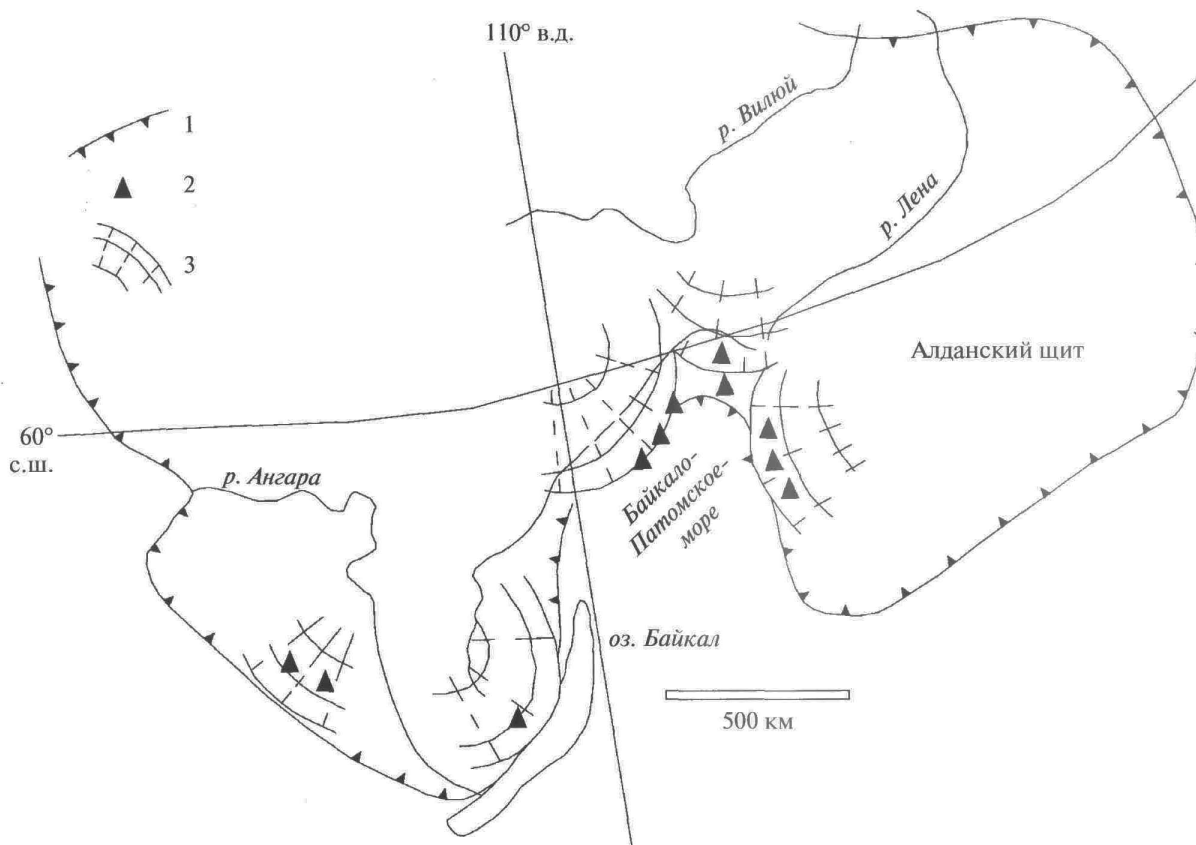 110° в.д.
р. Вилюй
1
2
3
р. Лена
Алданский щит
60°
с.ш.
р. Ангара
Байкало-
Патомское-
море
оз. Байкал
500 км